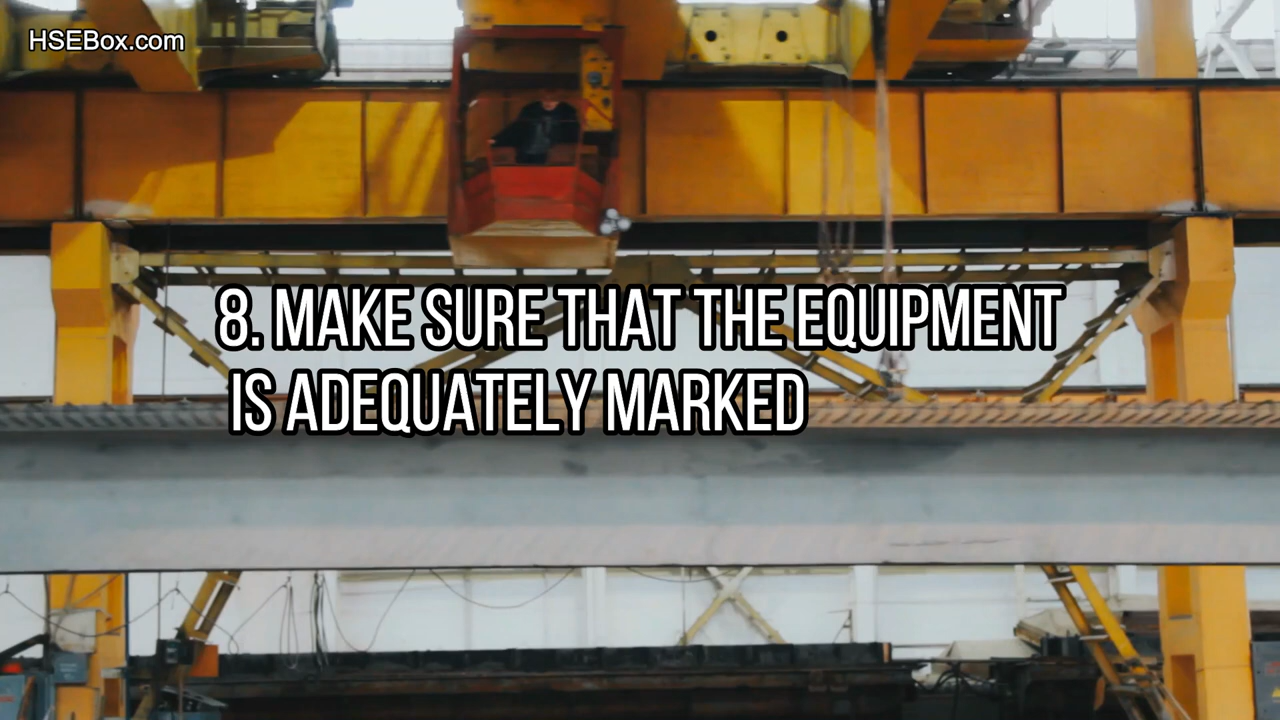 HSEBox.com
8. MAKE SURE THAT THE EQUIPMENT
IS ADEQUATELY MARKED